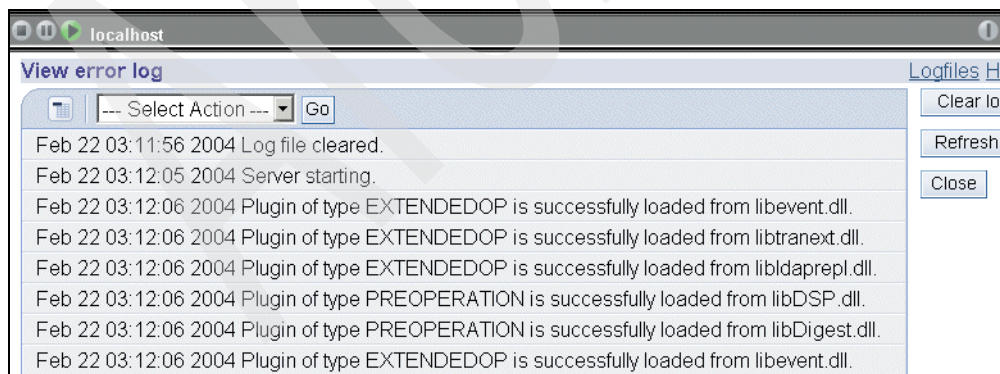 localhost
View error log
Logfiles H
--- Select Action --- Go
Clear lo
Refresh
Close
Feb 22 03:11:56 2004 Log file cleared.
Feb 22 03:12:05 2004 Server starting.
Feb 22 03:12:06 2004 Plugin of type EXTENDEDOP is successfully loaded from libevent.dll.
Feb 22 03:12:06 2004 Plugin of type EXTENDEDOP is successfully loaded from libtranext.dll.
Feb 22 03:12:06 2004 Plugin of type EXTENDEDOP is successfully loaded from libldaprepl.dll.
Feb 22 03:12:06 2004 Plugin of type PREOPERATION is successfully loaded from libDSP.dll.
Feb 22 03:12:06 2004 Plugin of type PREOPERATION is successfully loaded from libDigest.dll.
Feb 22 03:12:06 2004 Plugin of type EXTENDEDOP is successfully loaded from libevent.dll.